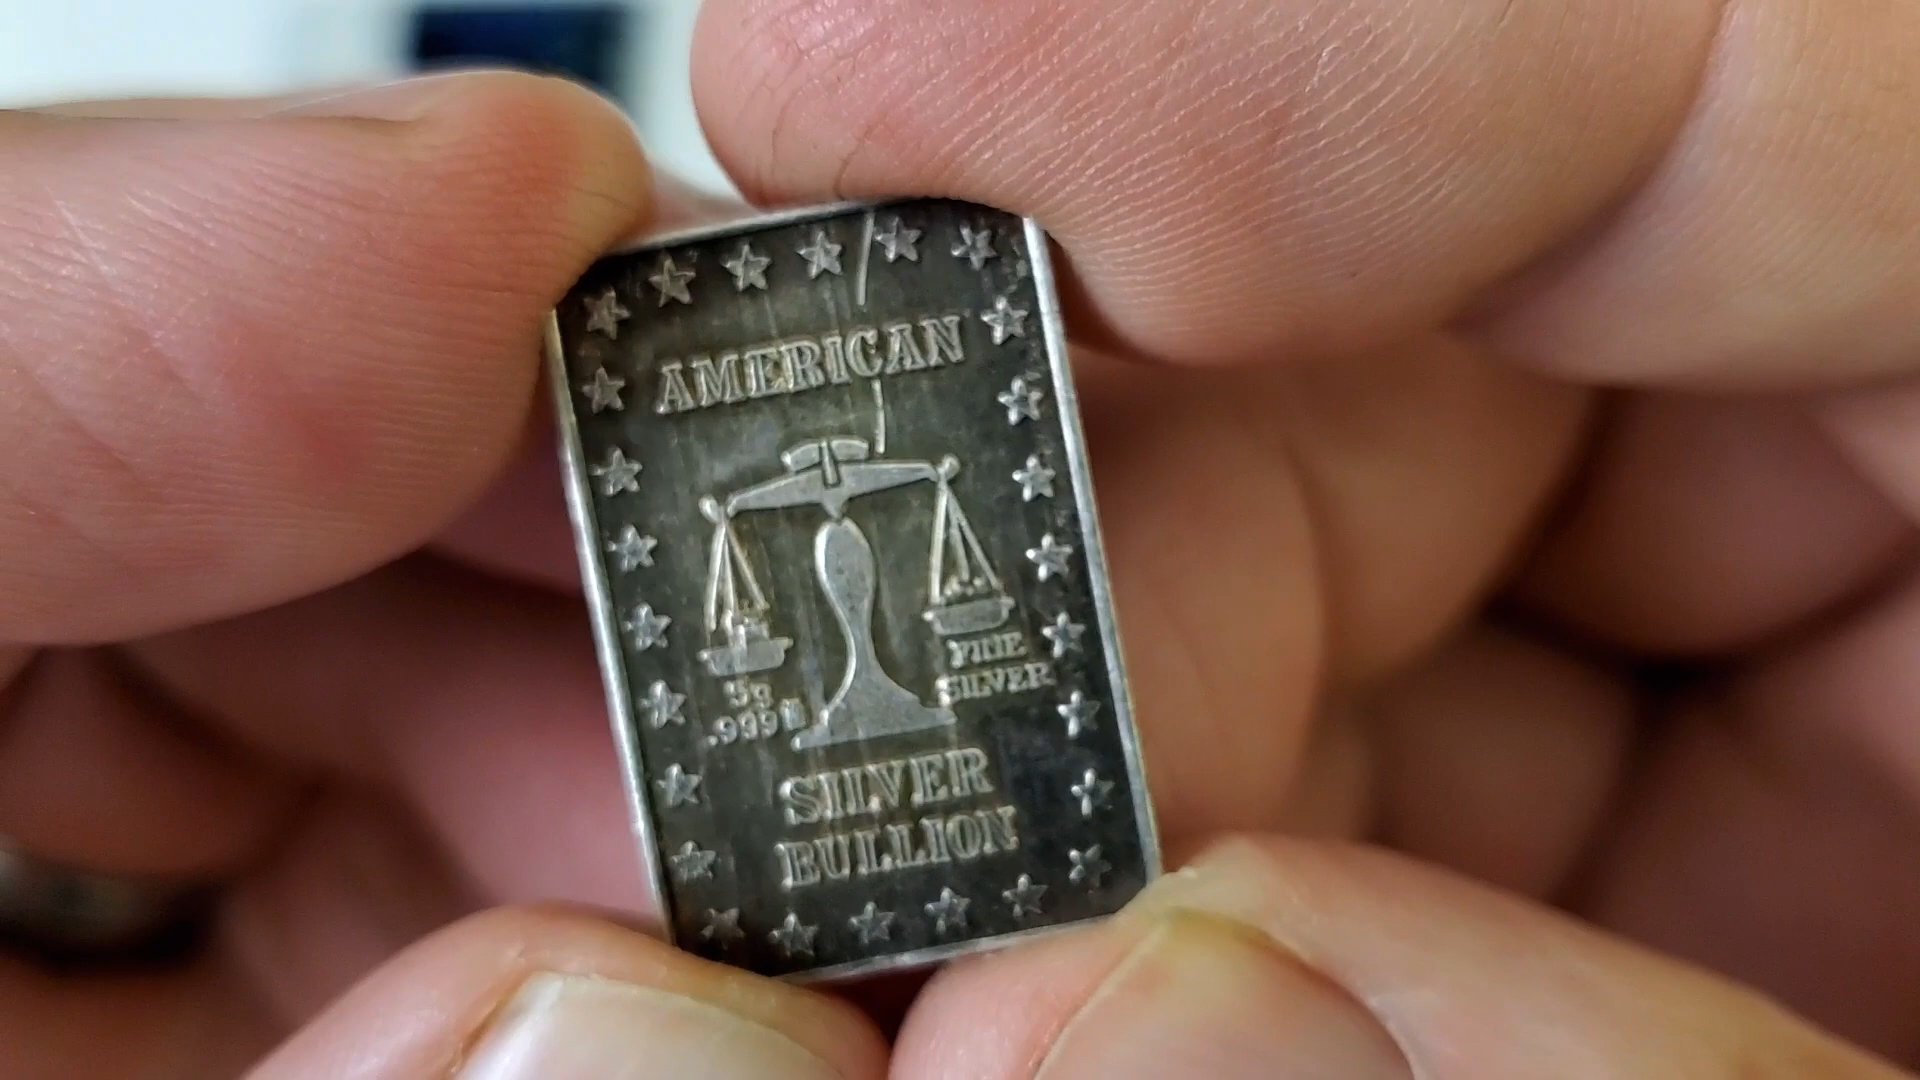 AMERICAN
5g
.999
FINE
SILVER
SILVER
BULLION